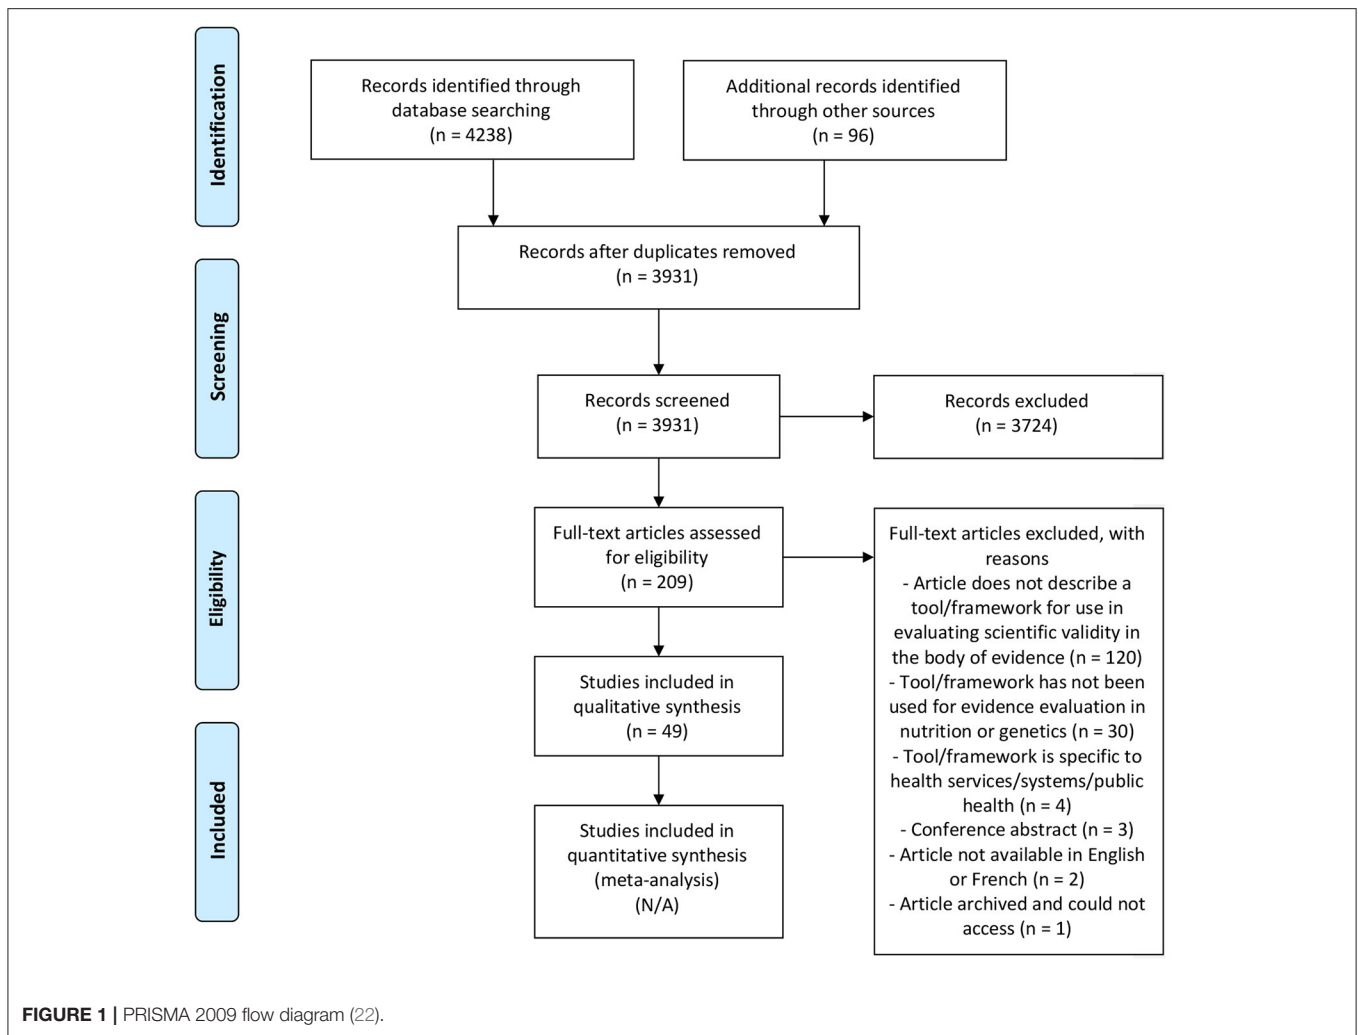 Identification
Records identified through
database searching
(n = 4238)
Additional records identified
through other sources
(n = 96)
Records after duplicates removed
(n = 3931)
Screening
Records screened
(n = 3931)
Records excluded
(n = 3724)
Eligibility
Full-text articles assessed
for eligibility
(n = 209)
Full-text articles excluded, with
reasons
- Article does not describe a
tool/framework for use in
evaluating scientific validity in
the body of evidence (n = 120)
- Tool/framework has not been
used for evidence evaluation in
nutrition or genetics (n = 30)
- Tool/framework is specific to
health services/systems/public
health (n = 4)
- Conference abstract (n = 3)
- Article not available in English
or French (n = 2)
- Article archived and could not
access (n = 1)
Studies included in
qualitative synthesis
(n = 49)
Included
Studies included in
quantitative synthesis
(meta-analysis)
(N/A)
FIGURE 1 | PRISMA 2009 flow diagram (22).